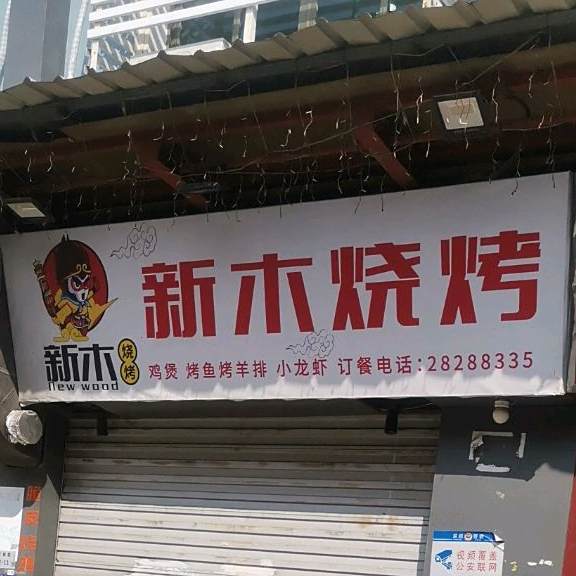 新木烧烤
新木
烧烤
New wood
鸡煲 烤鱼烤羊排 小龙虾 订餐电话:28288335
视频覆盖
公安联网